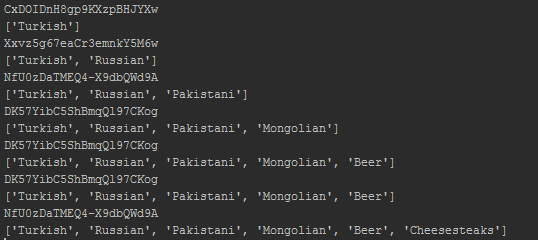 CxDOIDnH8gp9KXzpBHJYXw
['Turkish']
Xxvz5g67eaCr3emnkY5M6w
['Turkish', 'Russian']
NfU0zDaTMEQ4-X9dbQWd9A
['Turkish', 'Russian', 'Pakistani']
DK57YibC5ShBmqQl97CKog
['Turkish', 'Russian', 'Pakistani', 'Mongolian']
DK57YibC5ShBmqQl97CKog
['Turkish', 'Russian', 'Pakistani', 'Mongolian', 'Beer']
DK57YibC5ShBmqQl97CKog
['Turkish', 'Russian', 'Pakistani', 'Mongolian', 'Beer']
NfU0zDaTMEQ4-X9dbQWd9A
['Turkish', 'Russian', 'Pakistani', 'Mongolian', 'Beer', 'Cheesesteaks']